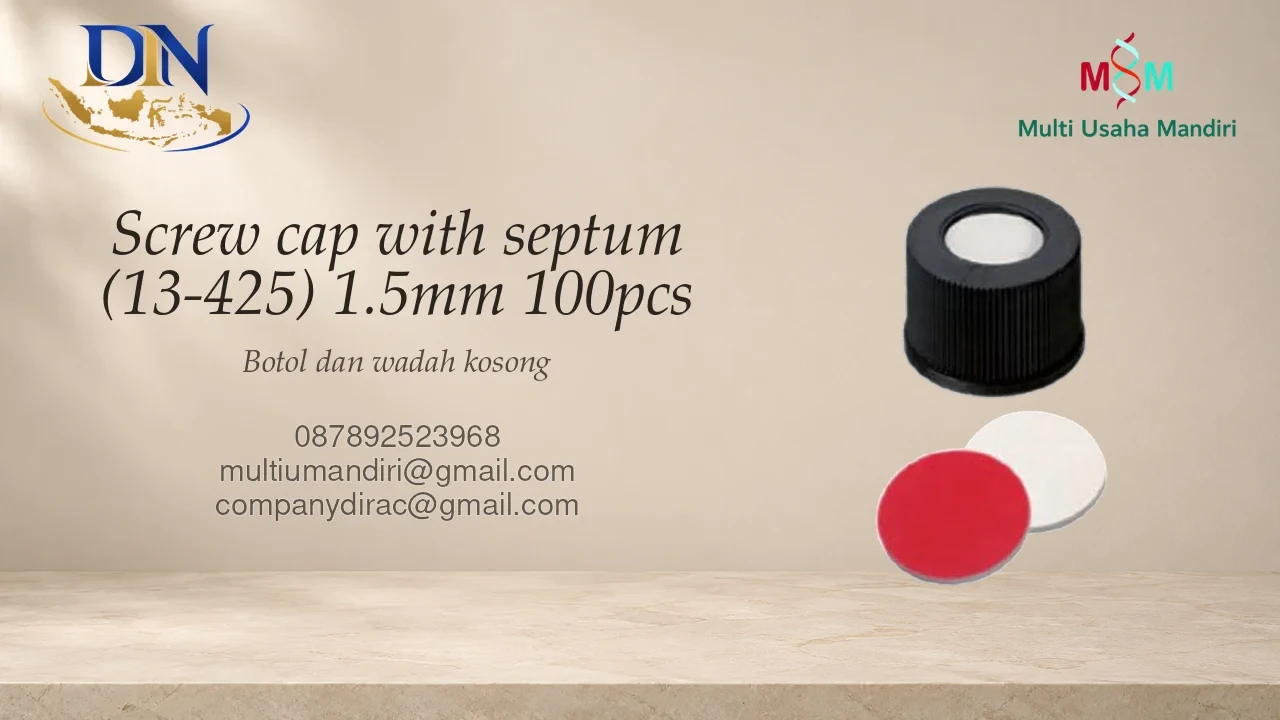 DIN
MSM
Multi Usaha Mandiri
Screw cap with septum
(13-425) 1.5mm 100pcs
Botol dan wadah kosong
087892523968
multiumandiri@gmail.com
companydirac@gmail.com